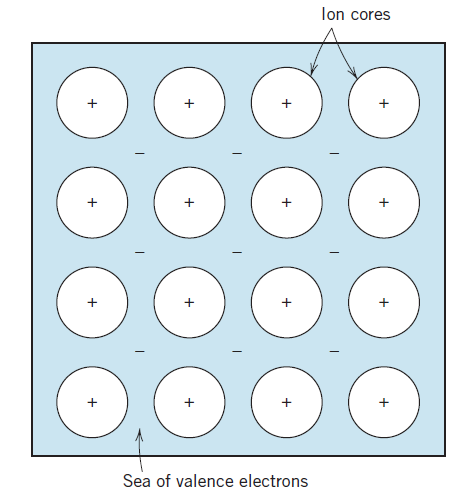 Ion cores
+ + + +
− − −
+ + + +
− − −
+ + + +
− − −
+ + + +
Sea of valence electrons